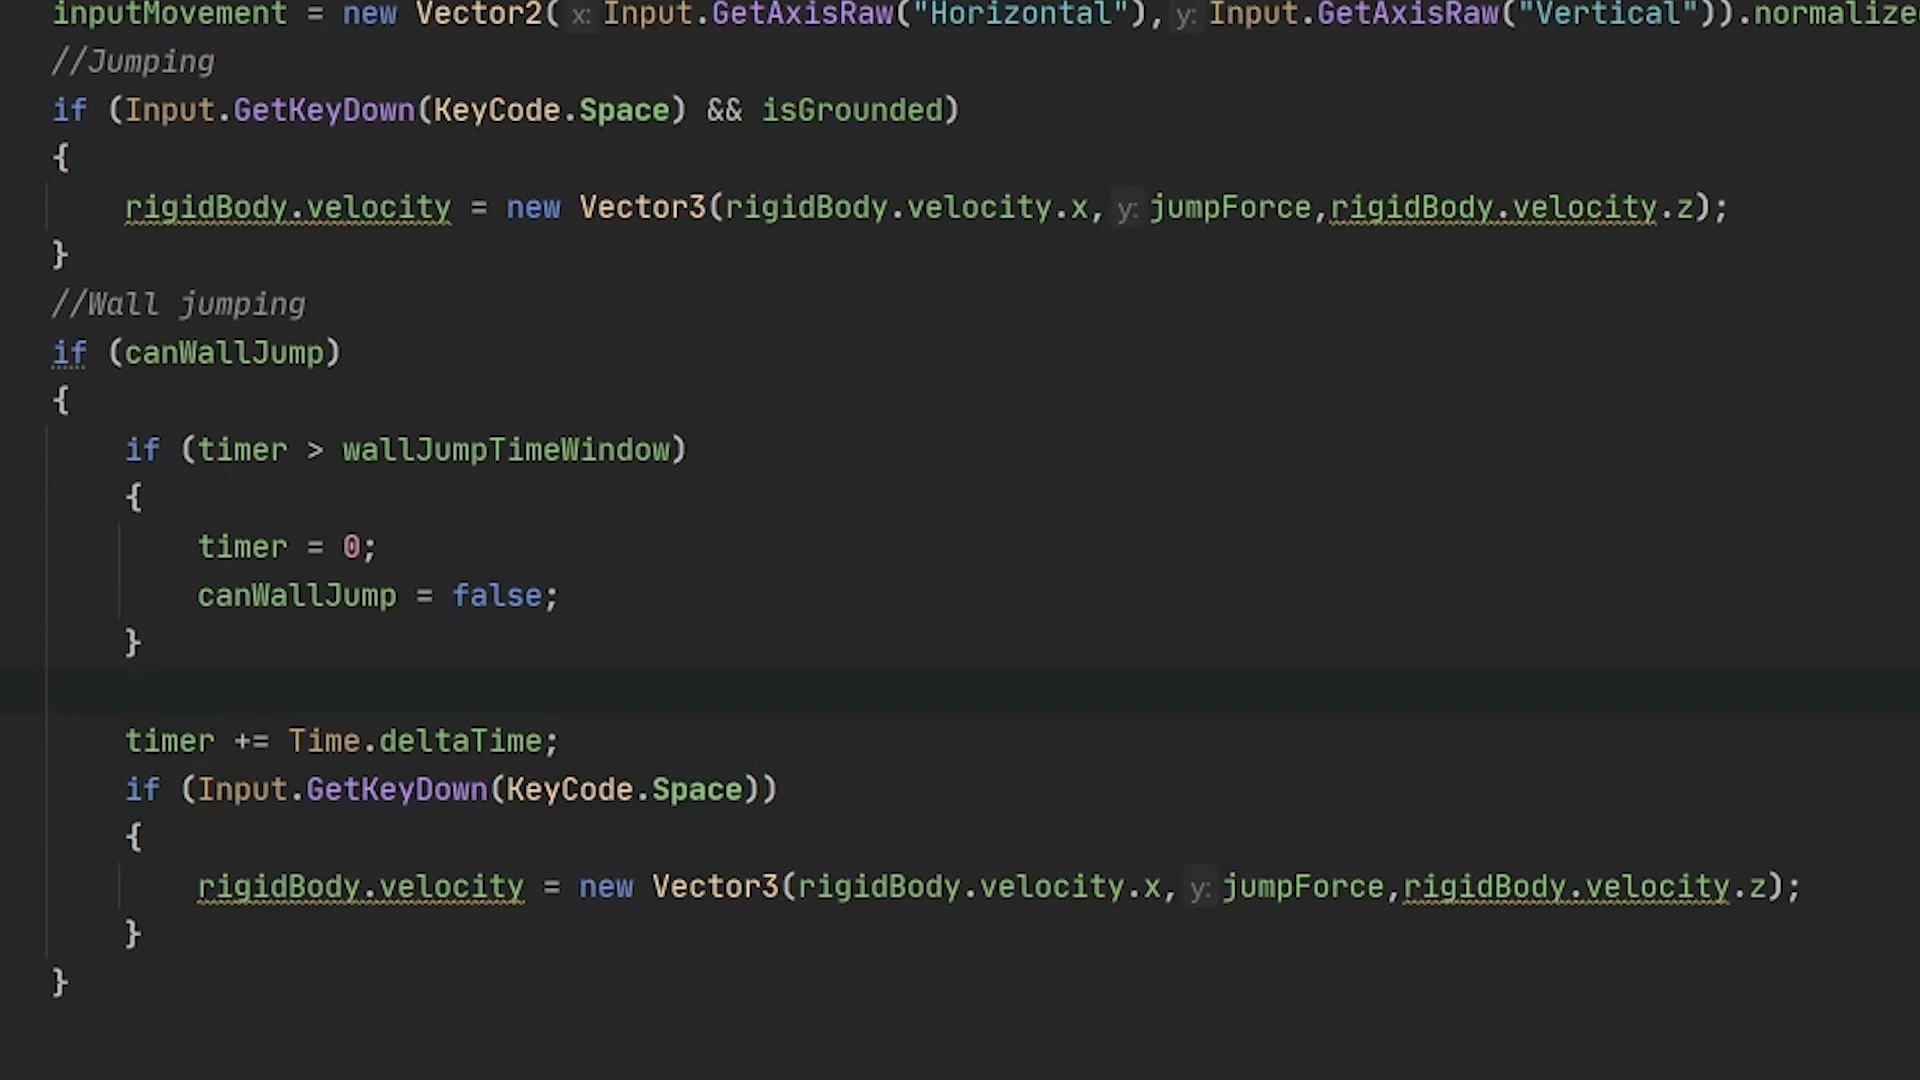 inputMovement = new Vector2( x: Input.GetAxisRaw("Horizontal"), y: Input.GetAxisRaw("Vertical")).normalize
//Jumping
if (Input.GetKeyDown(KeyCode.Space) && isGrounded)
{
rigidBody.velocity = new Vector3(rigidBody.velocity.x, y: jumpForce,rigidBody.velocity.z);
}
//Wall jumping
if (canWallJump)
{
if (timer > wallJumpTimeWindow)
{
timer = 0;
canWallJump = false;
}
timer += Time.deltaTime;
if (Input.GetKeyDown(KeyCode.Space))
{
rigidBody.velocity = new Vector3(rigidBody.velocity.x, y: jumpForce,rigidBody.velocity.z);
}
}